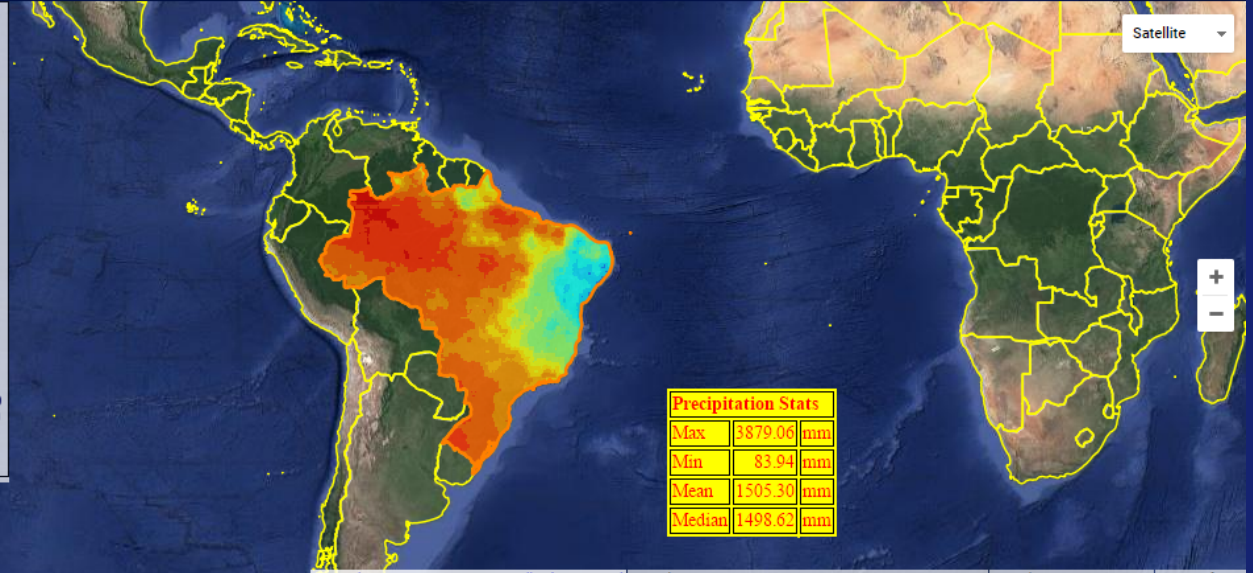 Satellite
+
−
Precipitation Stats
Max 3879.06 mm
Min 83.94 mm
Mean 1505.30 mm
Median 1498.62 mm